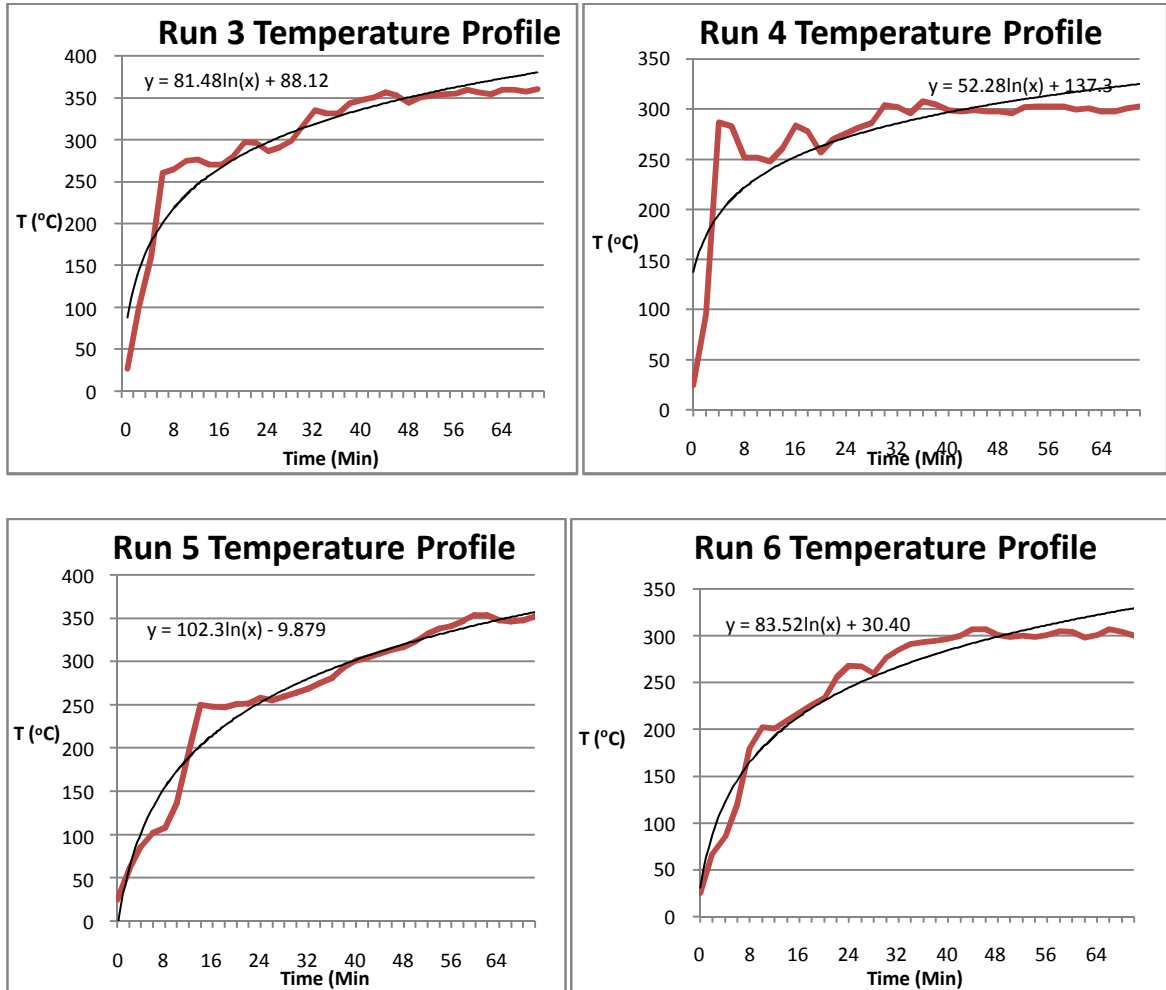 Run 3 Temperature Profile
y = 81.48ln(x) + 88.12
400
350
300
250
200
150
100
50
0
T (°C)
0 8 16 24 32 40 48 56 64
Time (Min)
Run 4 Temperature Profile
y = 52.28ln(x) + 137.3
350
300
250
200
150
100
50
0
T (°C)
0 8 16 24 32 40 48 56 64
Time (Min)
Run 5 Temperature Profile
y = 102.3ln(x) - 9.879
400
350
300
250
200
150
100
50
0
T (°C)
0 8 16 24 32 40 48 56 64
Time (Min
Run 6 Temperature Profile
y = 83.52ln(x) + 30.40
350
300
250
200
150
100
50
0
T (°C)
0 8 16 24 32 40 48 56 64
Time (Min)